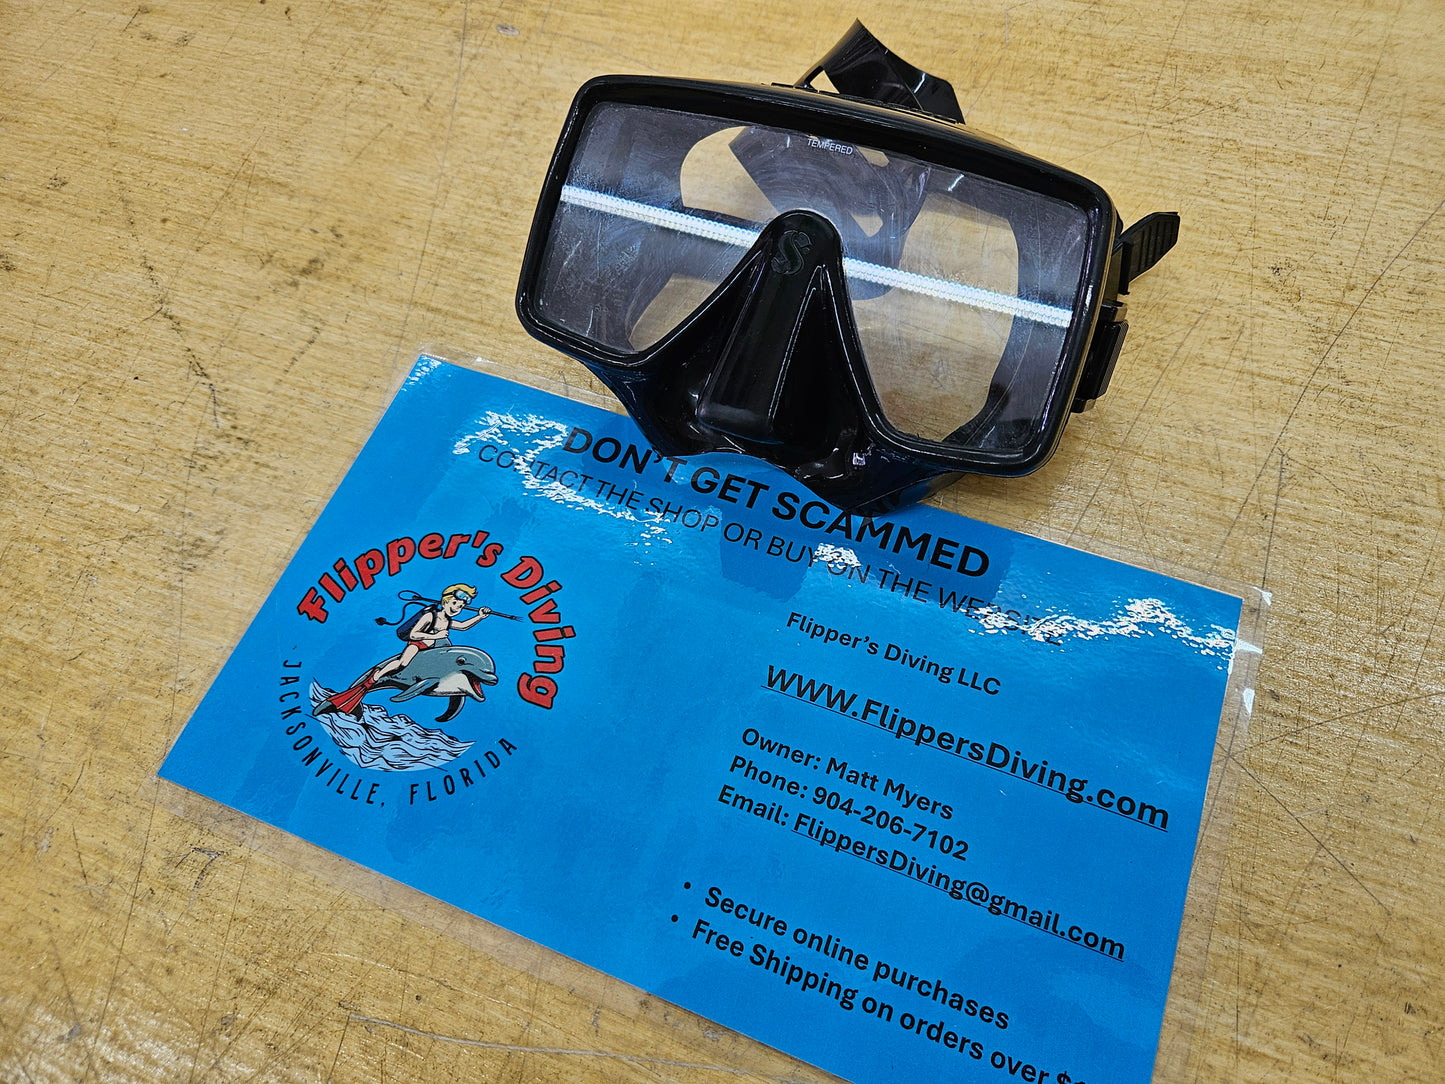 TEMPERED
S
DON'T GET SCAMMED
CONTACT THE SHOP OR BUY ON THE WEBSITE
Flipper's Diving
JACKSONVILLE, FLORIDA
Flipper's Diving LLC
www.FlippersDiving.com
Owner: Matt Myers
Phone: 904-206-7102
Email: FlippersDiving@gmail.com
• Secure online purchases
• Free Shipping on orders over